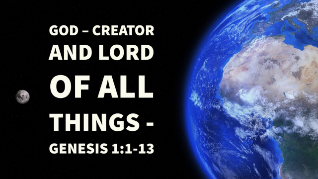 GOD – CREATOR
AND LORD
OF ALL
THINGS -
GENESIS 1:1-13